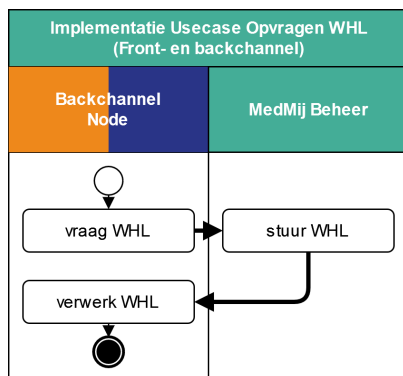 Implementatie Usecase Opvragen WHL
(Front- en backchannel)
Backchannel
Node
MedMij Beheer
vraag WHL
stuur WHL
verwerk WHL